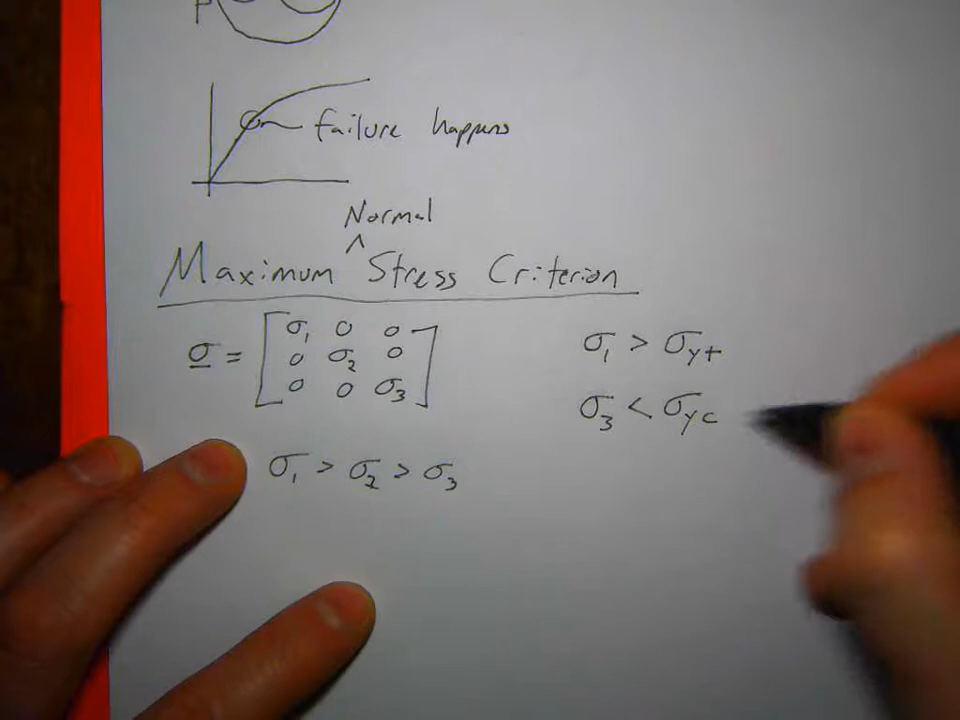 P
failure happens
Normal
^
Maximum Stress Criterion
σ = [σ₁ 0 0
0 σ₂ 0
0 0 σ₃]
σ₁ > σyt
σ₃ < σyc
σ₁ > σ₂ > σ₃